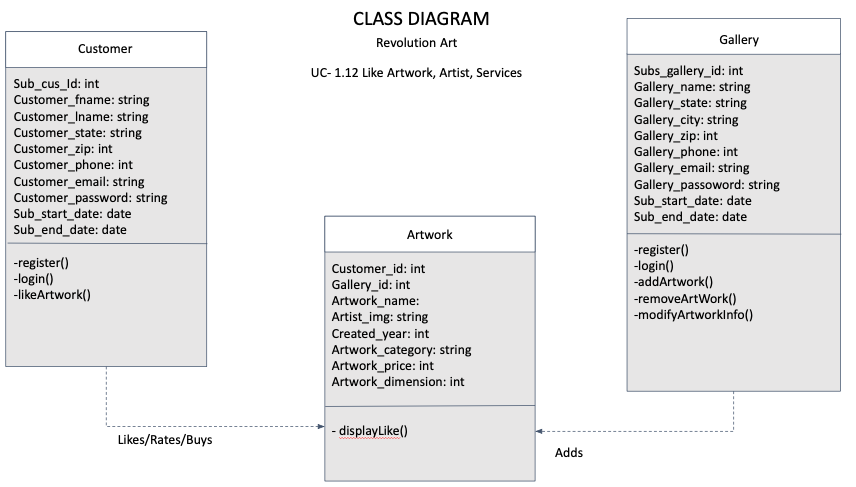 CLASS DIAGRAM
Revolution Art
UC- 1.12 Like Artwork, Artist, Services
Customer
Sub_cus_Id: int
Customer_fname: string
Customer_lname: string
Customer_state: string
Customer_zip: int
Customer_phone: int
Customer_email: string
Customer_password: string
Sub_start_date: date
Sub_end_date: date
-register()
-login()
-likeArtwork()
Gallery
Subs_gallery_id: int
Gallery_name: string
Gallery_state: string
Gallery_city: string
Gallery_zip: int
Gallery_phone: int
Gallery_email: string
Gallery_passoword: string
Sub_start_date: date
Sub_end_date: date
-register()
-login()
-addArtwork()
-removeArtWork()
-modifyArtworkInfo()
Artwork
Customer_id: int
Gallery_id: int
Artwork_name:
Artist_img: string
Created_year: int
Artwork_category: string
Artwork_price: int
Artwork_dimension: int
- displayLike()
Likes/Rates/Buys
Adds